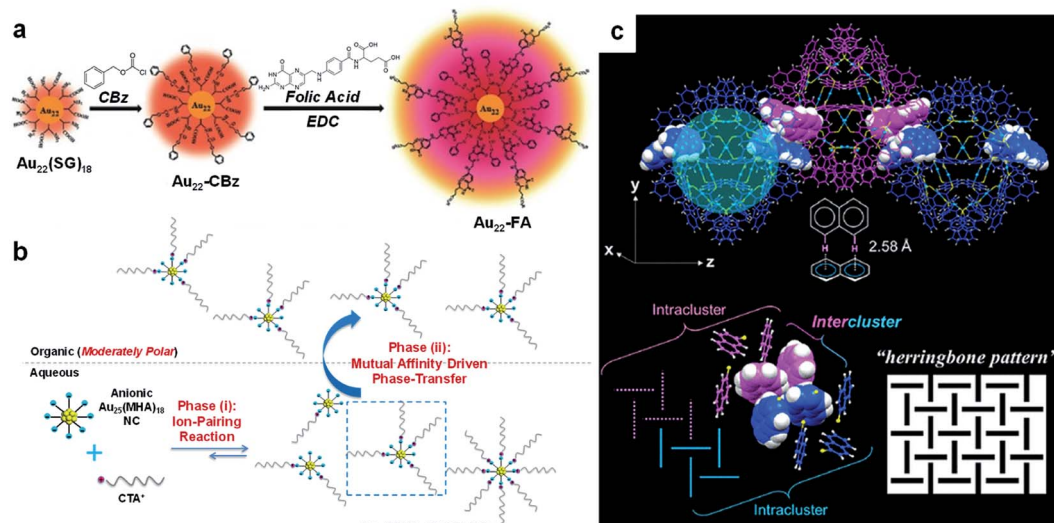 a
CBz
Folic Acid
EDC
Au22
Au22
Au22
Au22(SG)18
Au22-CBz
Au22-FA
b
Organic (Moderately Polar)
Aqueous
Anionic
Au25(MHA)18
NC
+
CTA+
Phase (i):
Ion-Pairing
Reaction
Phase (ii):
Mutual Affinity Driven
Phase-Transfer
c
y
x
z
H H
2.58 Å
Intracluster
Intercluster
"herringbone pattern"
Intracluster